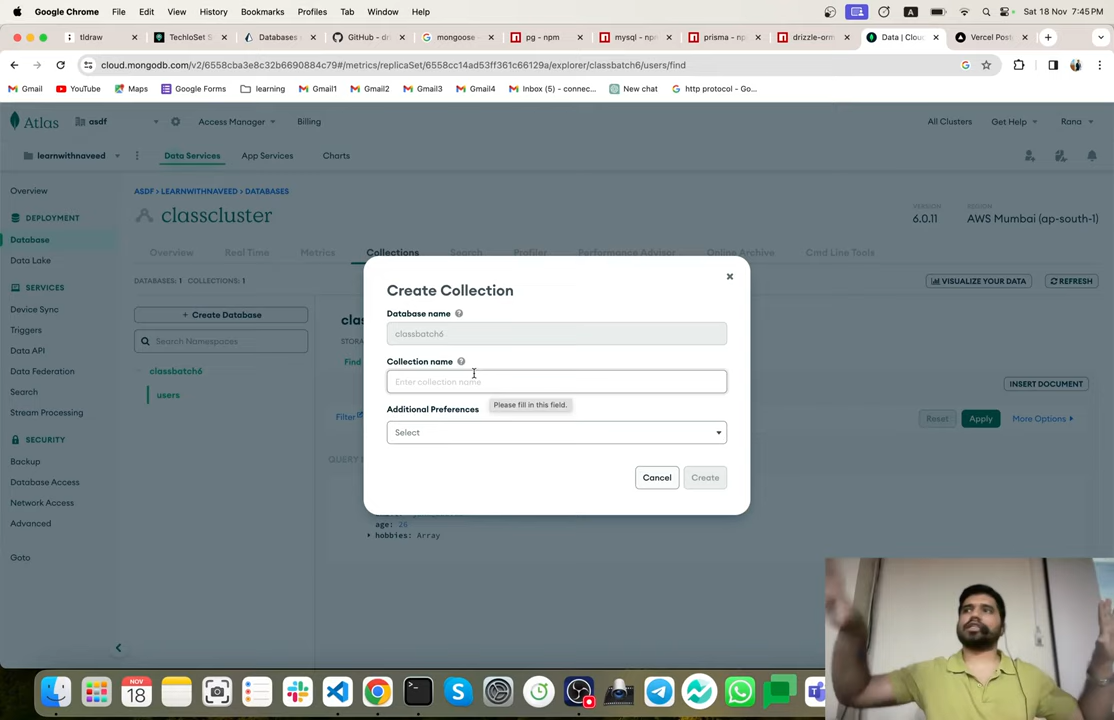 Google Chrome File Edit View History Bookmarks Profiles Tab Window Help A Sat 18 Nov 7:45 PM
tldraw TechloSet S Databases GitHub - dr mongoose - pg - npm mysql - np prisma - np drizzle-orm Data | Cloud Vercel Post
cloud.mongodb.com/v2/6558cba3e8c32b6690884c79#/metrics/replicaSet/6558cc14ad53ff361c66129a/explorer/classbatch6/users/find
Gmail YouTube Maps Google Forms learning Gmail1 Gmail2 Gmail3 Gmail4 Inbox (5) - connec... New chat http protocol - Go...
Atlas asdf Access Manager Billing All Clusters Get Help Rana
learnwithnaveed Data Services App Services Charts
Overview
DEPLOYMENT
Database
Data Lake
SERVICES
Device Sync
Triggers
Data API
Data Federation
Search
Stream Processing
SECURITY
Backup
Database Access
Network Access
Advanced
Goto
ASDF > LEARNWITHNAVEED > DATABASES
classcluster
VERSION
6.0.11
REGION
AWS Mumbai (ap-south-1)
Overview Real Time Metrics Collections Search Profiler Performance Advisor Online Archive Cmd Line Tools
DATABASES: 1 COLLECTIONS: 1
VISUALIZE YOUR DATA REFRESH
+ Create Database
Search Namespaces
classbatch6
users
Find
INSERT DOCUMENT
Filter
Reset Apply More Options
age: 26
hobbies: Array
Create Collection
Database name
classbatch6
Collection name
Enter collection name
Please fill in this field.
Additional Preferences
Select
Cancel Create
NOV
18